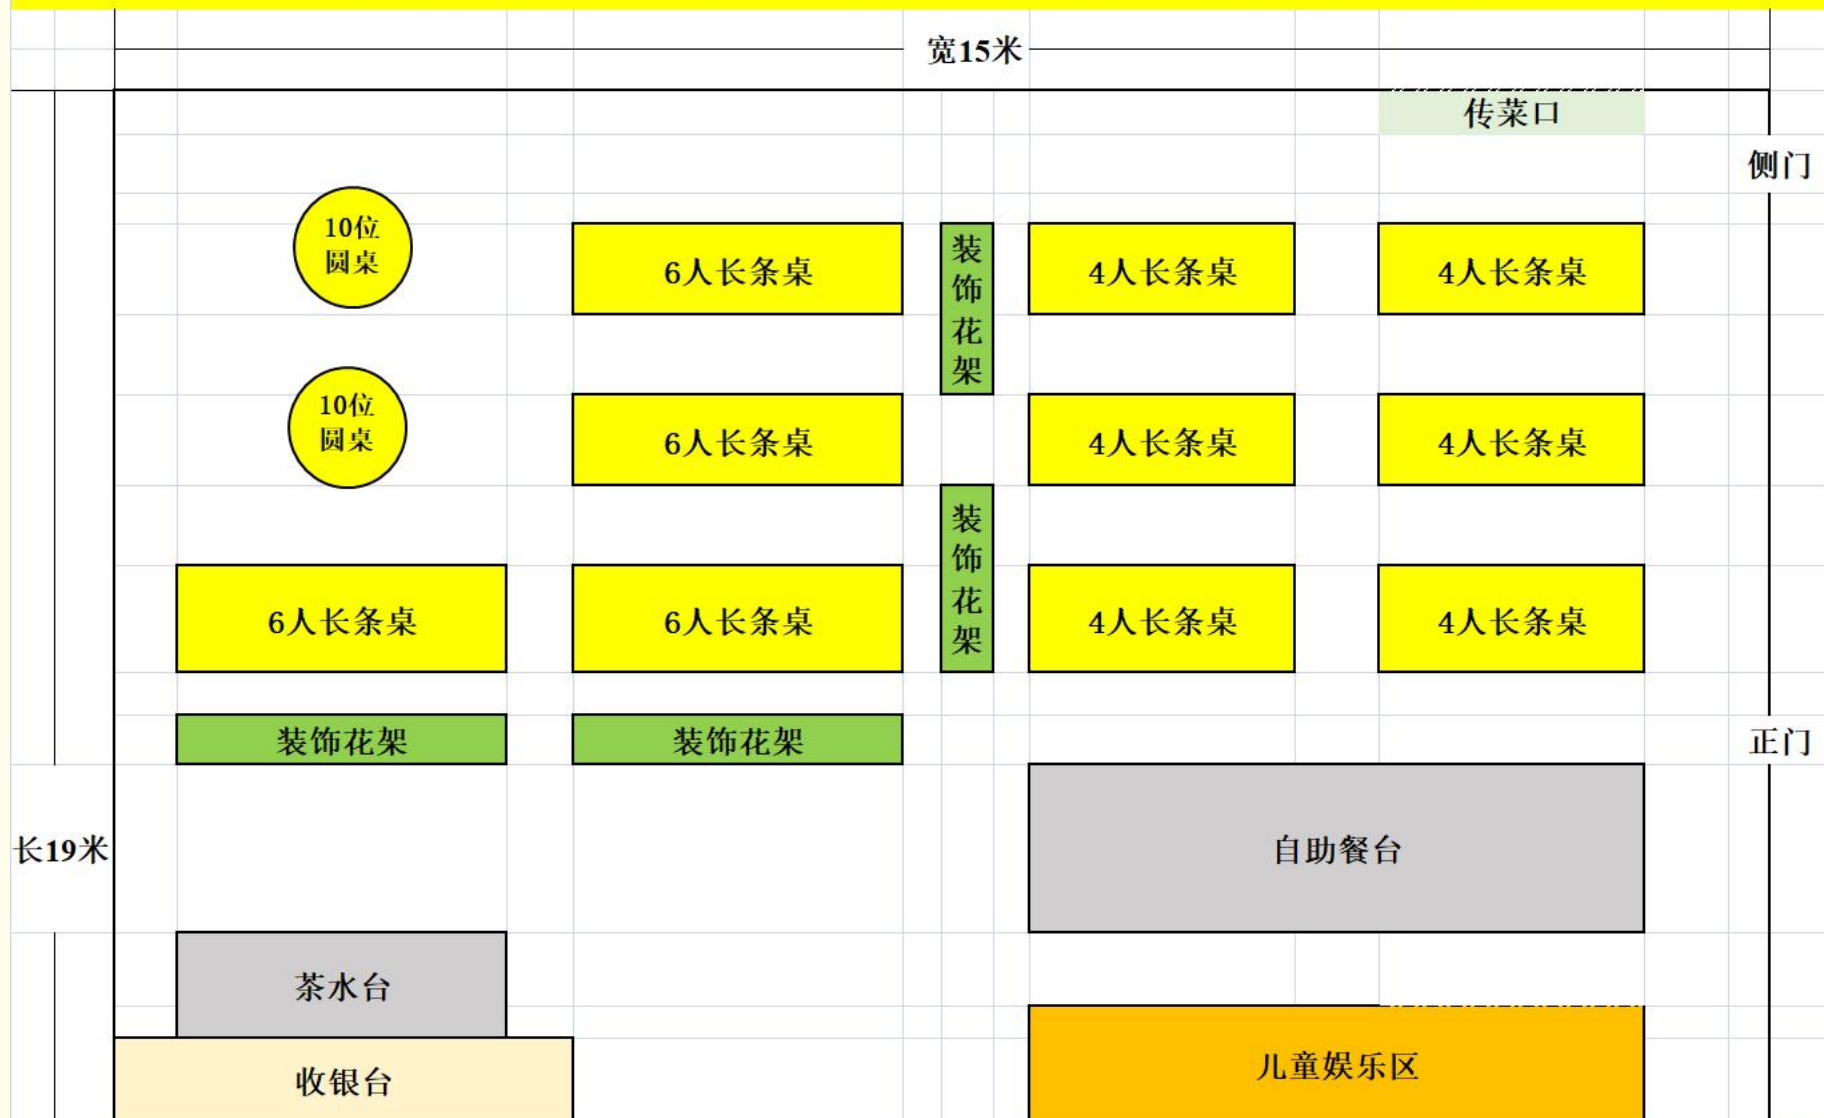 宽15米
传菜口
侧门
10位
圆桌
6人长条桌
装饰花架
4人长条桌
4人长条桌
10位
圆桌
6人长条桌
4人长条桌
4人长条桌
装饰花架
6人长条桌
6人长条桌
4人长条桌
4人长条桌
装饰花架
装饰花架
正门
长19米
自助餐台
茶水台
收银台
儿童娱乐区